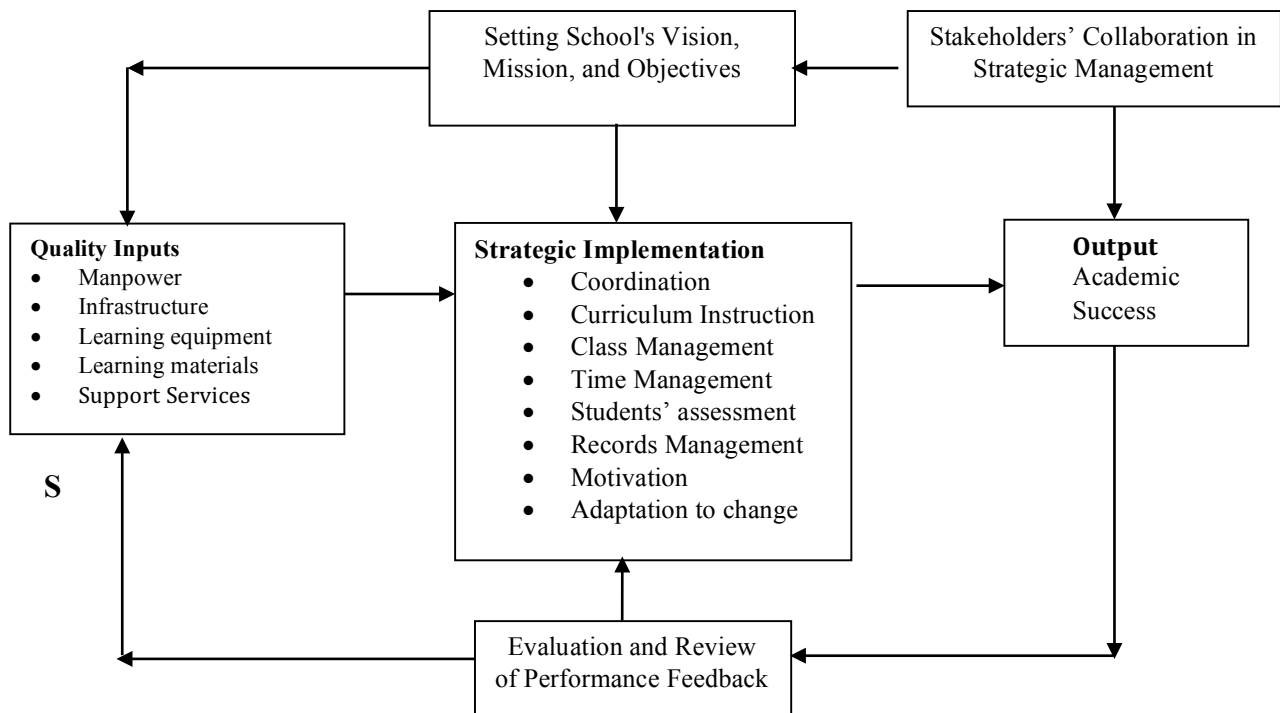 Setting School's Vision,
Mission, and Objectives
Stakeholders’ Collaboration in
Strategic Management
Quality Inputs
• Manpower
• Infrastructure
• Learning equipment
• Learning materials
• Support Services
Strategic Implementation
• Coordination
• Curriculum Instruction
• Class Management
• Time Management
• Students’ assessment
• Records Management
• Motivation
• Adaptation to change
Output
Academic
Success
S
Evaluation and Review
of Performance Feedback